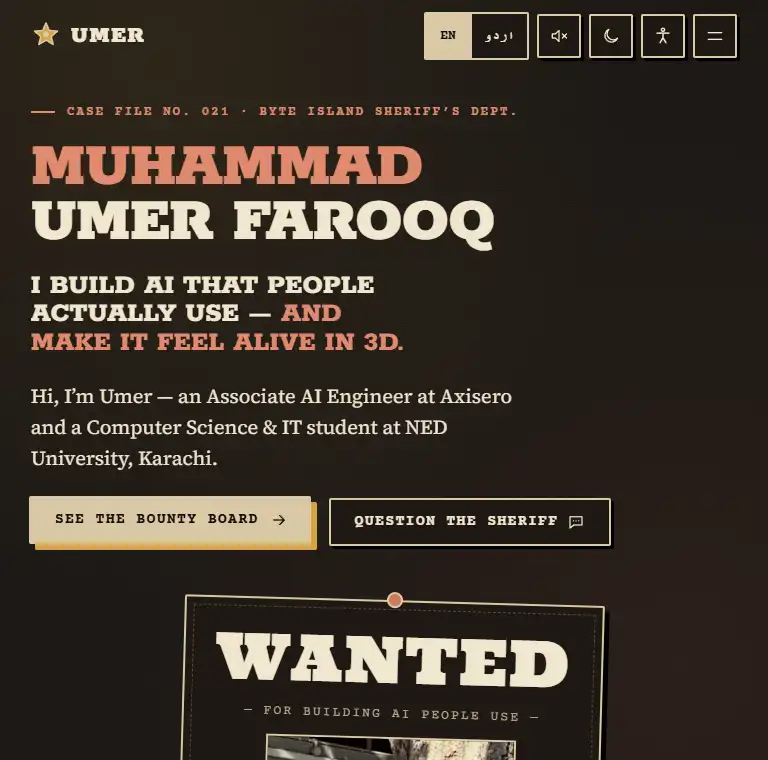 UMER
EN
اردو
CASE FILE NO. 021 · BYTE ISLAND SHERIFF’S DEPT.
MUHAMMAD
UMER FAROOQ
I BUILD AI THAT PEOPLE
ACTUALLY USE — AND
MAKE IT FEEL ALIVE IN 3D.
Hi, I’m Umer — an Associate AI Engineer at Axisero
and a Computer Science & IT student at NED
University, Karachi.
SEE THE BOUNTY BOARD →
QUESTION THE SHERIFF
WANTED
— FOR BUILDING AI PEOPLE USE —